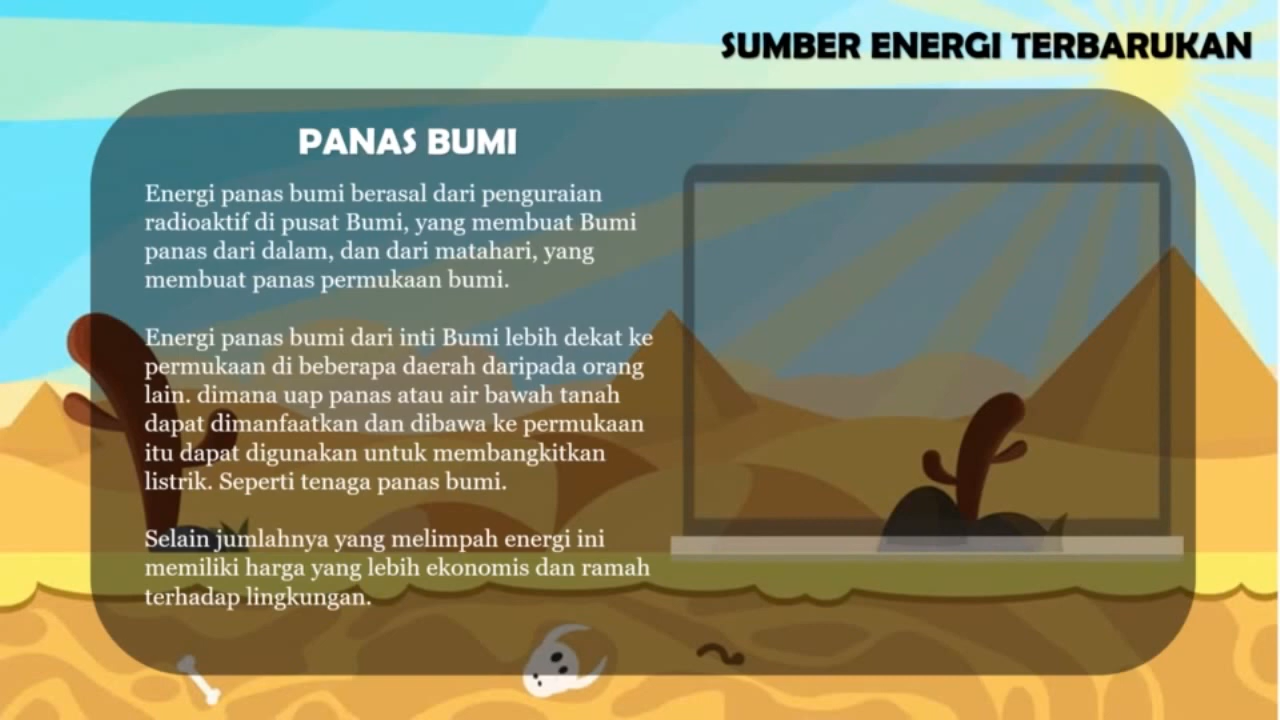 SUMBER ENERGI TERBARUKAN
PANAS BUMI
Energi panas bumi berasal dari penguraian
radioaktif di pusat Bumi, yang membuat Bumi
panas dari dalam, dan dari matahari, yang
membuat panas permukaan bumi.
Energi panas bumi dari inti Bumi lebih dekat ke
permukaan di beberapa daerah daripada orang
lain. dimana uap panas atau air bawah tanah
dapat dimanfaatkan dan dibawa ke permukaan
itu dapat digunakan untuk membangkitkan
listrik. Seperti tenaga panas bumi.
Selain jumlahnya yang melimpah energi ini
memiliki harga yang lebih ekonomis dan ramah
terhadap lingkungan.